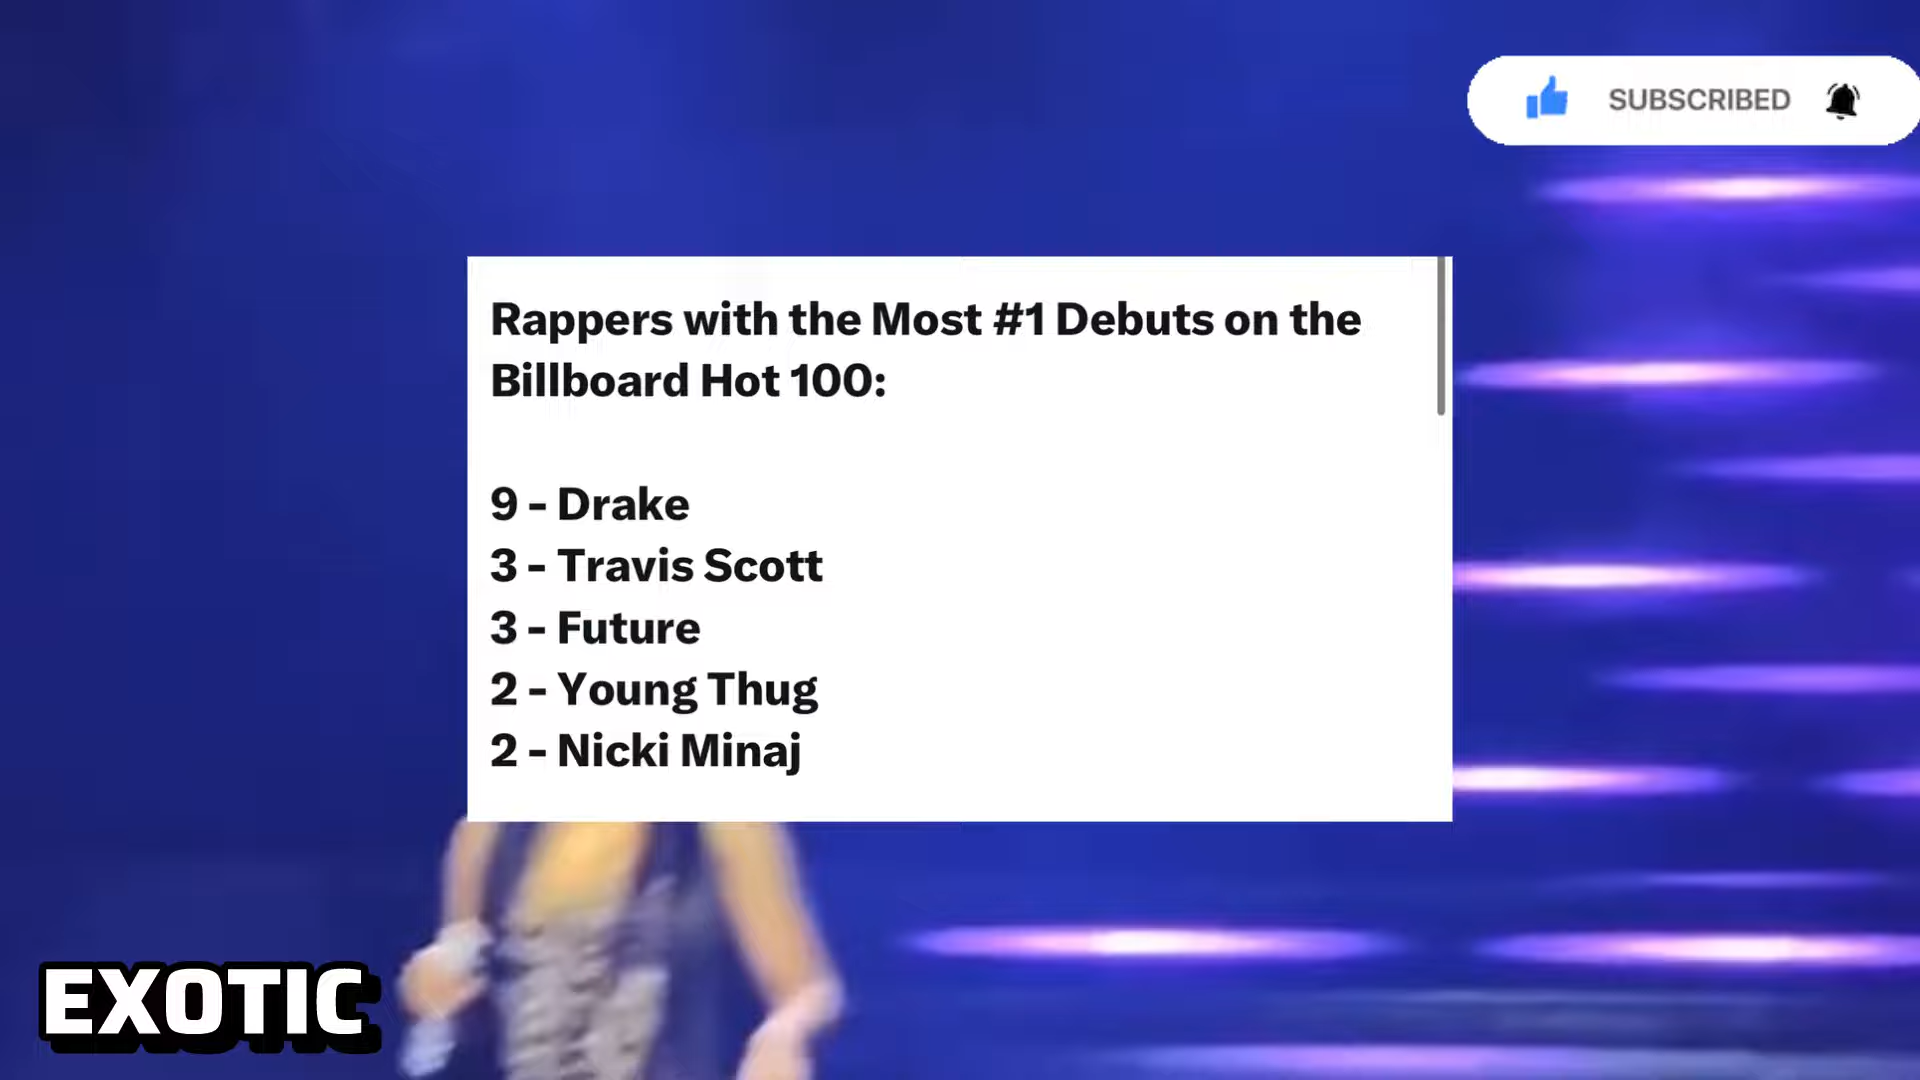 SUBSCRIBED
Rappers with the Most #1 Debuts on the
Billboard Hot 100:
9 - Drake
3 - Travis Scott
3 - Future
2 - Young Thug
2 - Nicki Minaj
EXOTIC